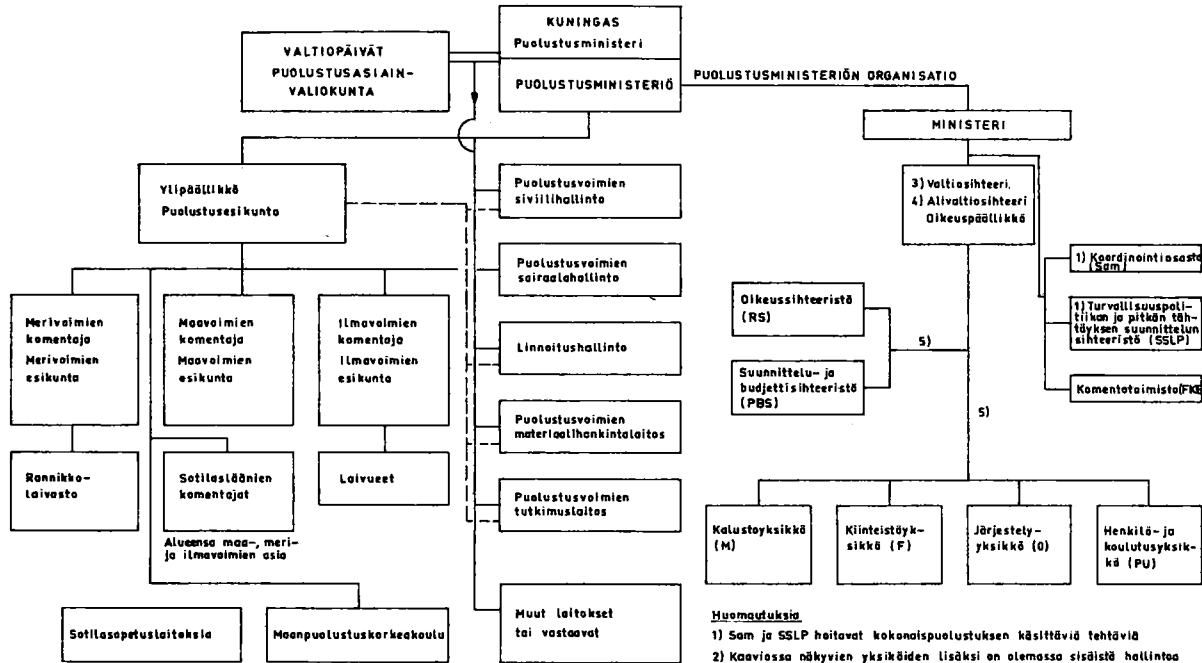 KUNINGAS
Puolustusministeri
PUOLUSTUSMINISTERIÖ
VALTIOPÄIVÄT
PUOLUSTUSASIAIN-
VALIOKUNTA
PUOLUSTUSMINISTERIÖN ORGANISATIO
MINISTERI
Ylipäällikkö
Puolustusesikunta
Puolustusvoimien
siviilihallinto
3) Valtiosihteeri,
4) Alivaltiosihteeri
Oikeuspäällikkö
Puolustusvoimien
sairaalahallinto
1) Koordinointiosasto
(Sam)
Merivoimien
komentaja
Merivoimien
esikunta
Maavoimien
komentaja
Maavoimien
esikunta
Ilmavoimien
komentaja
Ilmavoimien
esikunta
Linnoitushallinto
Oikeussihteeristö
(RS)
1) Turvallisuuspoli-
tiikan ja pitkän täh-
täyksen suunnittelun
sihteeristö (SSLP)
5)
Suunnittelu- ja
budjettisihteeristö
(PBS)
Komentotoimisto(FKE
Puolustusvoimien
materiaalihankintalaitos
5)
Rannikko-
laivasto
Sotilasläänien
komentajat
Laivueet
Puolustusvoimien
tutkimuslaitos
Alueensa maa-, meri-
ja ilmavoimien asia
Kalustoyksikkö
(M)
Kiinteistöyk-
sikkö (F)
Järjestely-
yksikkö (O)
Henkilö- ja
koulutusyksik-
kö (PU)
Sotilasopetuslaitoksia
Maanpuolustuskorkeakoulu
Muut laitokset
tai vastaavat
Huomautuksia
1) Sam ja SSLP hoitavat kokonaispuolustuksen käsittäviä tehtäviä
2) Kaaviossa näkyvien yksiköiden lisäksi on olemassa sisäistä hallintoa